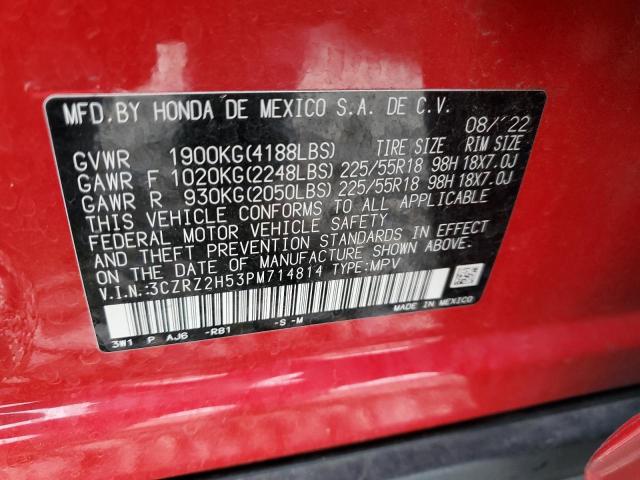 MFD. BY HONDA DE MEXICO S.A. DE C.V. 08/'22
TIRE SIZE RIM SIZE
GVWR 1900KG(4188LBS)
GAWR F 1020KG(2248LBS) 225/55R18 98H 18X7.0J
GAWR R 930KG(2050LBS) 225/55R18 98H 18X7.0J
THIS VEHICLE CONFORMS TO ALL APPLICABLE
FEDERAL MOTOR VEHICLE SAFETY
AND THEFT PREVENTION STANDARDS IN EFFECT
ON THE DATE OF MANUFACTURE SHOWN ABOVE.
V.I.N.:3CZRZ2H53PM714814 TYPE:MPV
MADE IN MEXICO
3W1 P AJ6 -R81 -S -M